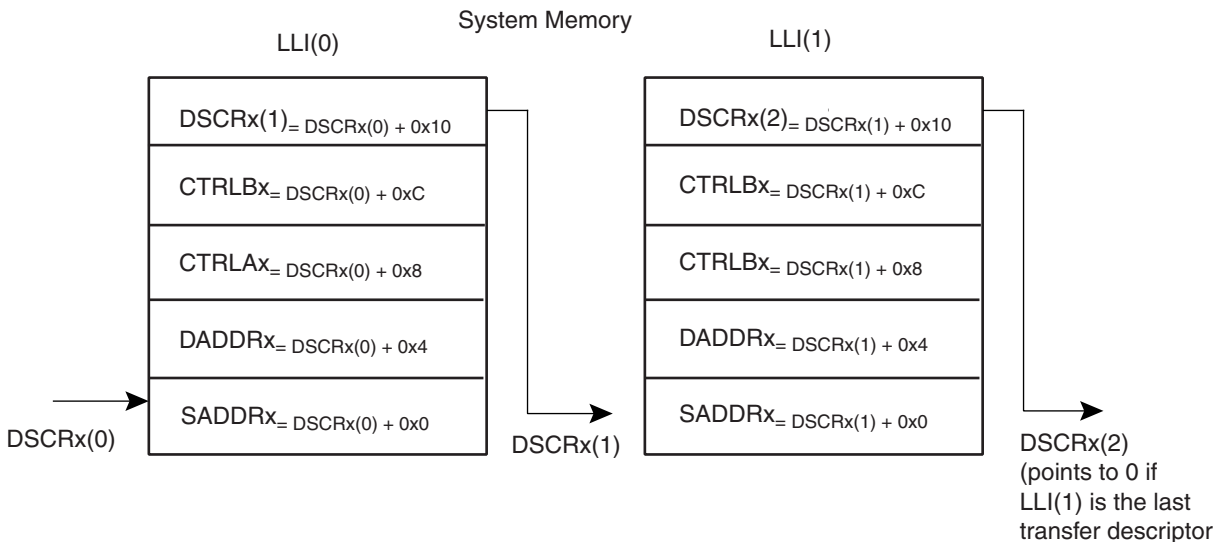 System Memory
LLI(0)
LLI(1)
DSCRx(1)= DSCRx(0) + 0x10
CTRLBx= DSCRx(0) + 0xC
CTRLAx= DSCRx(0) + 0x8
DADDRx= DSCRx(0) + 0x4
SADDRx= DSCRx(0) + 0x0
DSCRx(0)
DSCRx(1)
DSCRx(2)= DSCRx(1) + 0x10
CTRLBx= DSCRx(1) + 0xC
CTRLBx= DSCRx(1) + 0x8
DADDRx= DSCRx(1) + 0x4
SADDRx= DSCRx(1) + 0x0
DSCRx(2)
(points to 0 if
LLI(1) is the last
transfer descriptor